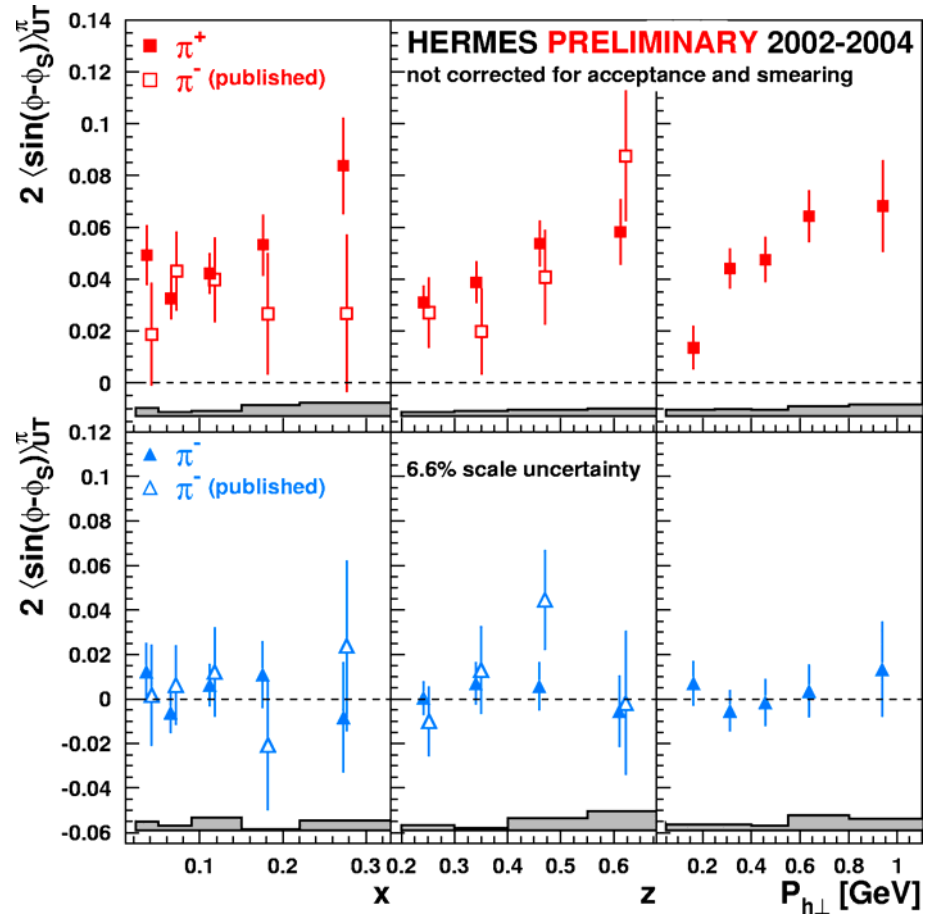 HERMES PRELIMINARY 2002-2004
not corrected for acceptance and smearing
π+
π- (published)
2 ⟨sin(ϕ-ϕS)⟩πUT
0.14
0.12
0.1
0.08
0.06
0.04
0.02
0
π-
π- (published)
6.6% scale uncertainty
2 ⟨sin(ϕ-ϕS)⟩πUT
0.12
0.1
0.08
0.06
0.04
0.02
0
-0.02
-0.04
-0.06
0.1 0.2 0.3 0.2 0.3 0.4 0.5 0.6 0.2 0.4 0.6 0.8 1
x z Ph⊥ [GeV]